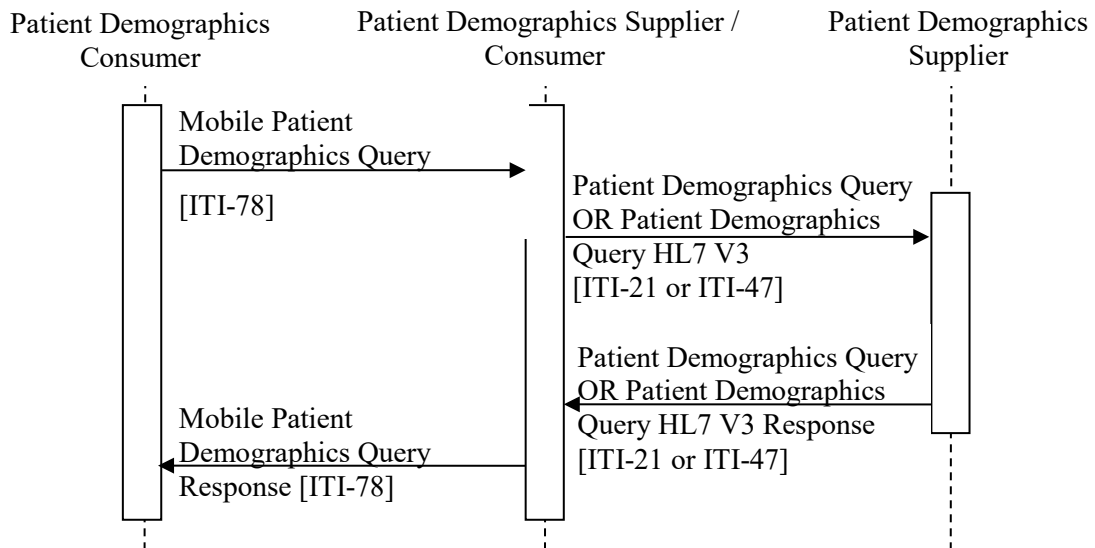 Patient Demographics
Consumer
Patient Demographics Supplier /
Consumer
Patient Demographics
Supplier
Mobile Patient
Demographics Query
[ITI-78]
Patient Demographics Query
OR Patient Demographics
Query HL7 V3
[ITI-21 or ITI-47]
Patient Demographics Query
OR Patient Demographics
Query HL7 V3 Response
[ITI-21 or ITI-47]
Mobile Patient
Demographics Query
Response [ITI-78]